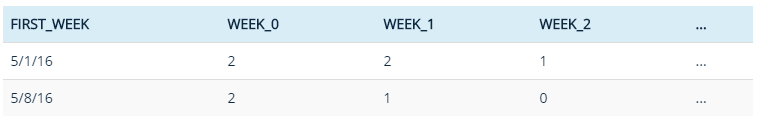 FIRST_WEEK WEEK_0 WEEK_1 WEEK_2 ...
5/1/16 2 2 1 ...
5/8/16 2 1 0 ...